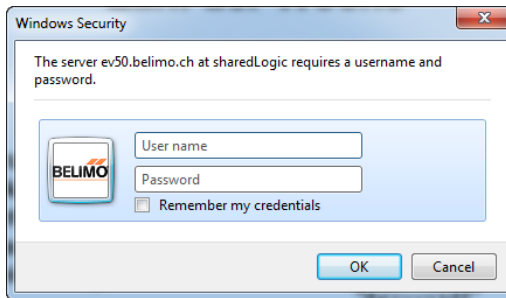 Windows Security
The server ev50.belimo.ch at sharedLogic requires a username and
password.
BELIMO
User name
Password
Remember my credentials
OK
Cancel